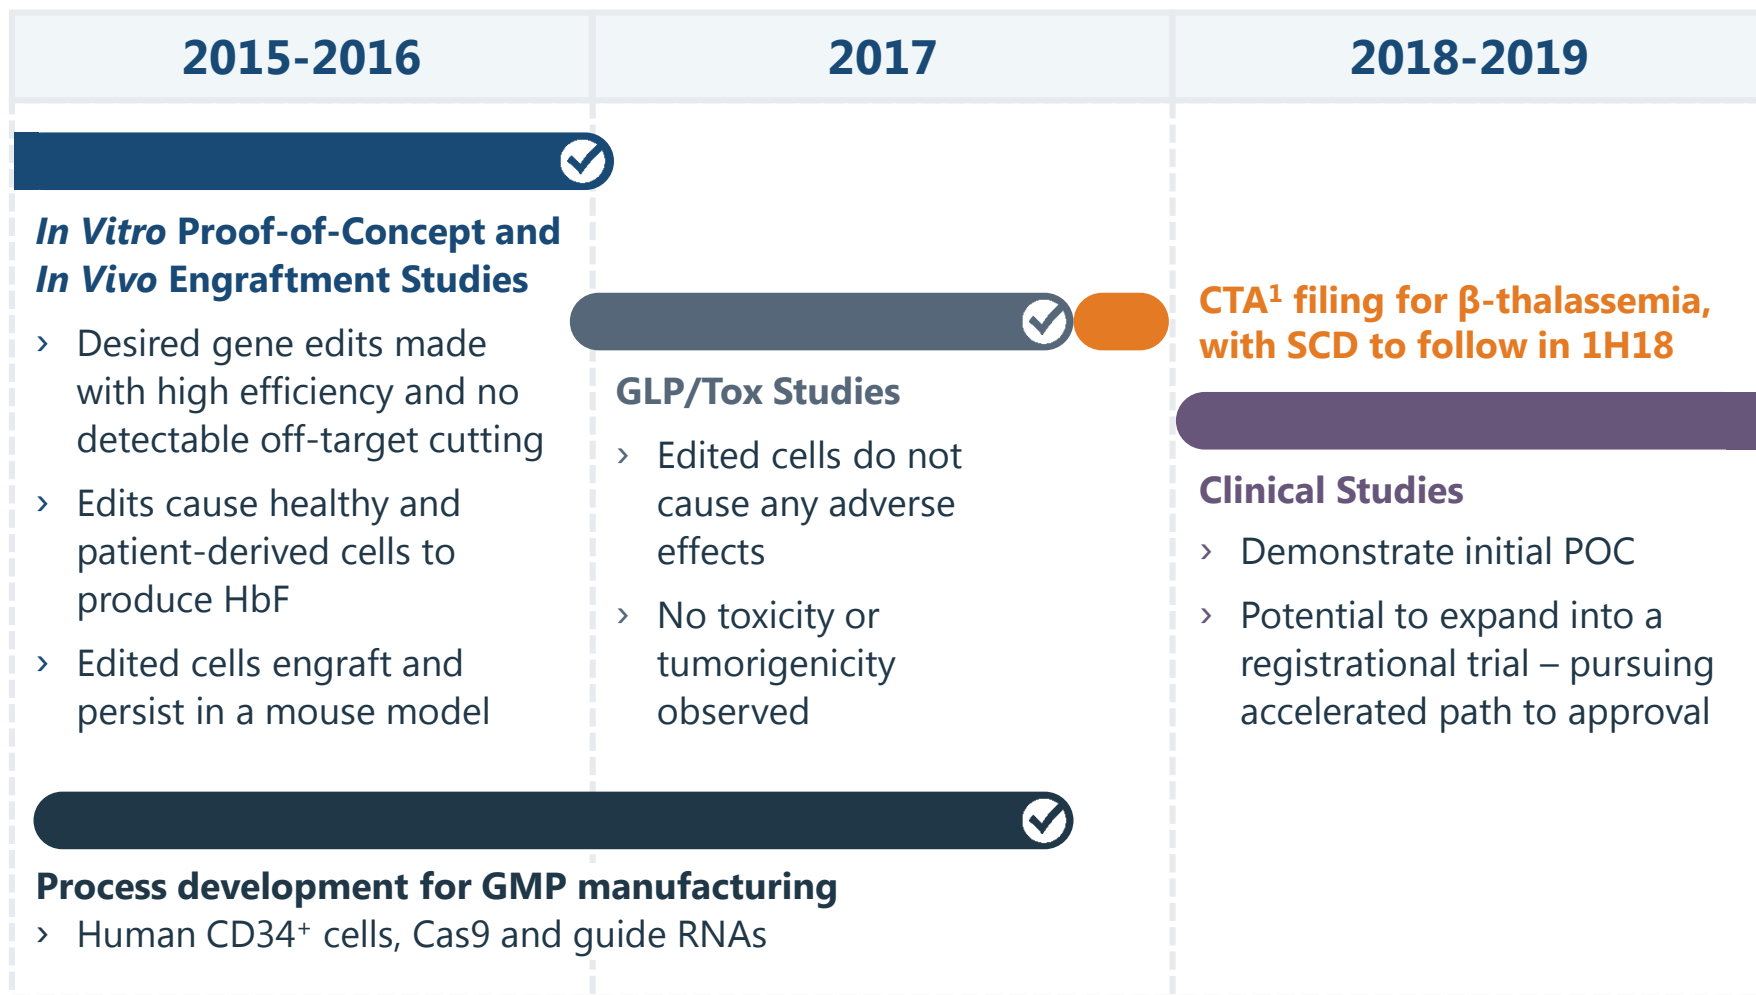 2015-2016
2017
2018-2019
In Vitro Proof-of-Concept and
In Vivo Engraftment Studies
› Desired gene edits made
with high efficiency and no
detectable off-target cutting
› Edits cause healthy and
patient-derived cells to
produce HbF
› Edited cells engraft and
persist in a mouse model
GLP/Tox Studies
› Edited cells do not
cause any adverse
effects
› No toxicity or
tumorigenicity
observed
CTA¹ filing for β-thalassemia,
with SCD to follow in 1H18
Clinical Studies
› Demonstrate initial POC
› Potential to expand into a
registrational trial – pursuing
accelerated path to approval
Process development for GMP manufacturing
› Human CD34⁺ cells, Cas9 and guide RNAs